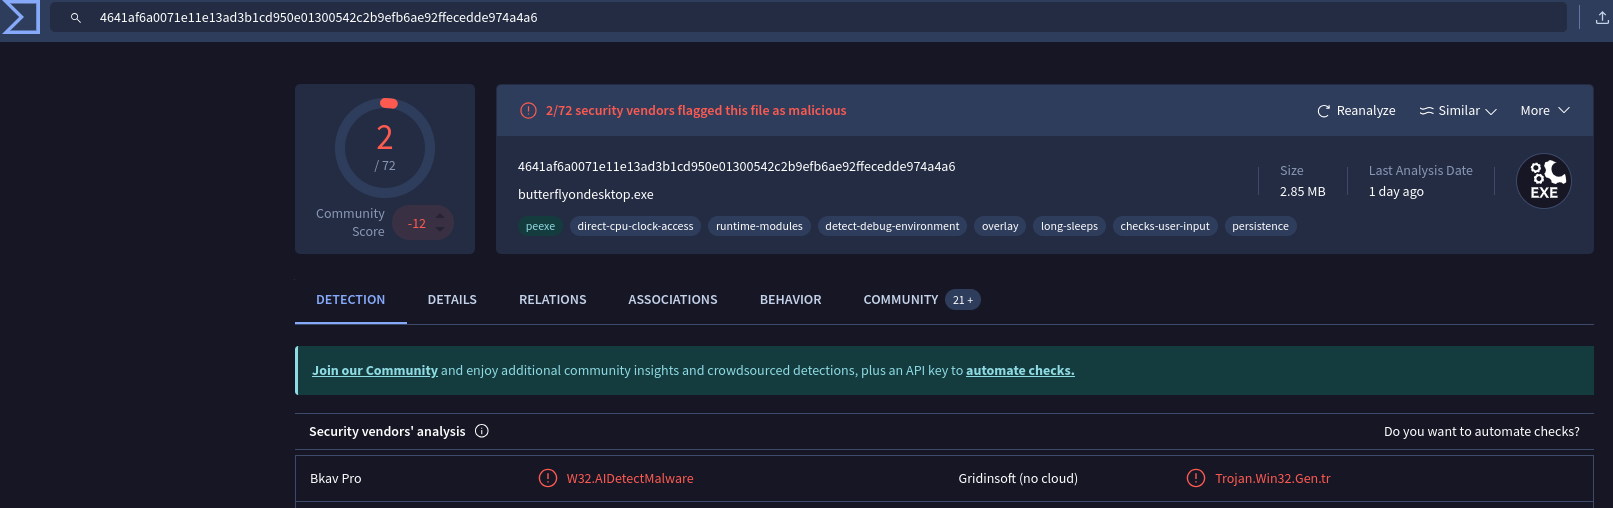 4641af6a0071e11e13ad3b1cd950e01300542c2b9efb6ae92ffecedde974a4a6
2
/ 72
Community
Score
-12
2/72 security vendors flagged this file as malicious
Reanalyze
Similar
More
4641af6a0071e11e13ad3b1cd950e01300542c2b9efb6ae92ffecedde974a4a6
butterflyondesktop.exe
Size
2.85 MB
Last Analysis Date
1 day ago
EXE
peexe direct-cpu-clock-access runtime-modules detect-debug-environment overlay long-sleeps checks-user-input persistence
DETECTION DETAILS RELATIONS ASSOCIATIONS BEHAVIOR COMMUNITY 21 +
Join our Community and enjoy additional community insights and crowdsourced detections, plus an API key to automate checks.
Security vendors' analysis Do you want to automate checks?
Bkav Pro W32.AIDetectMalware Gridinsoft (no cloud) Trojan.Win32.Gen.tr